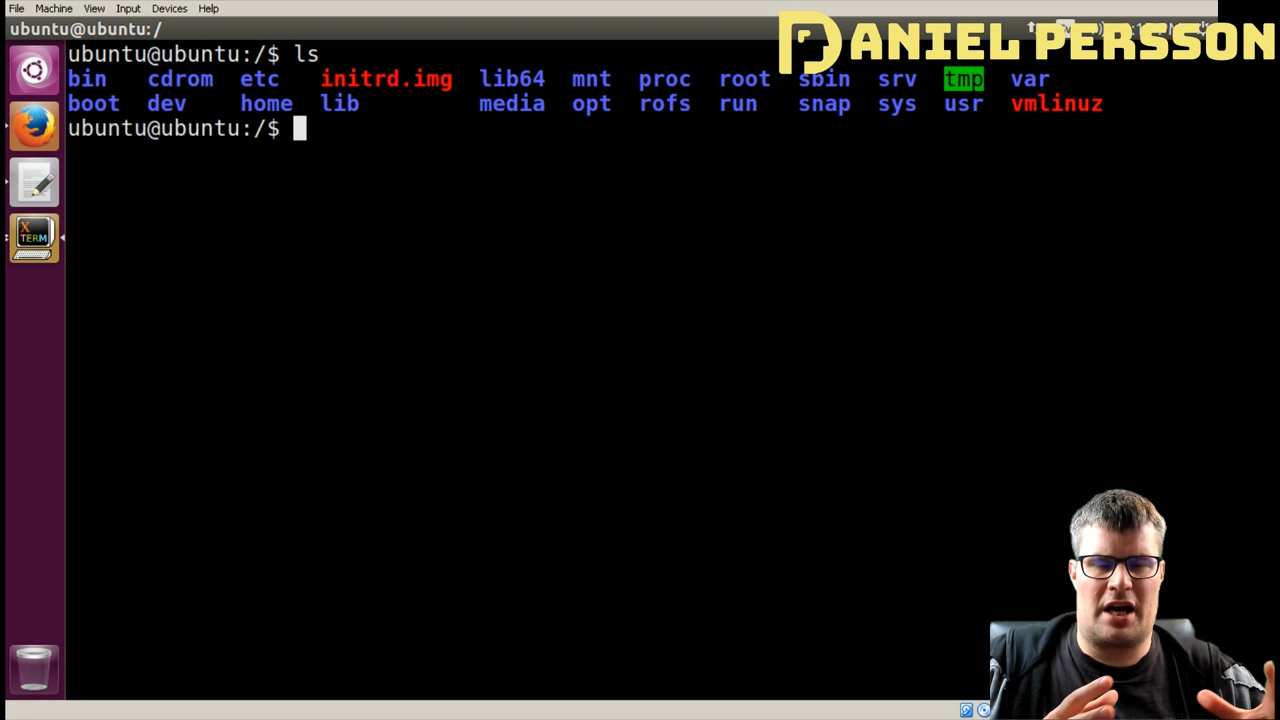 File Machine View Input Devices Help
ubuntu@ubuntu: /
DANIEL PERSSON
ubuntu@ubuntu:/$ ls
bin cdrom etc initrd.img lib64 mnt proc root sbin srv tmp var
boot dev home lib media opt rofs run snap sys usr vmlinuz
ubuntu@ubuntu:/$
X
TERM